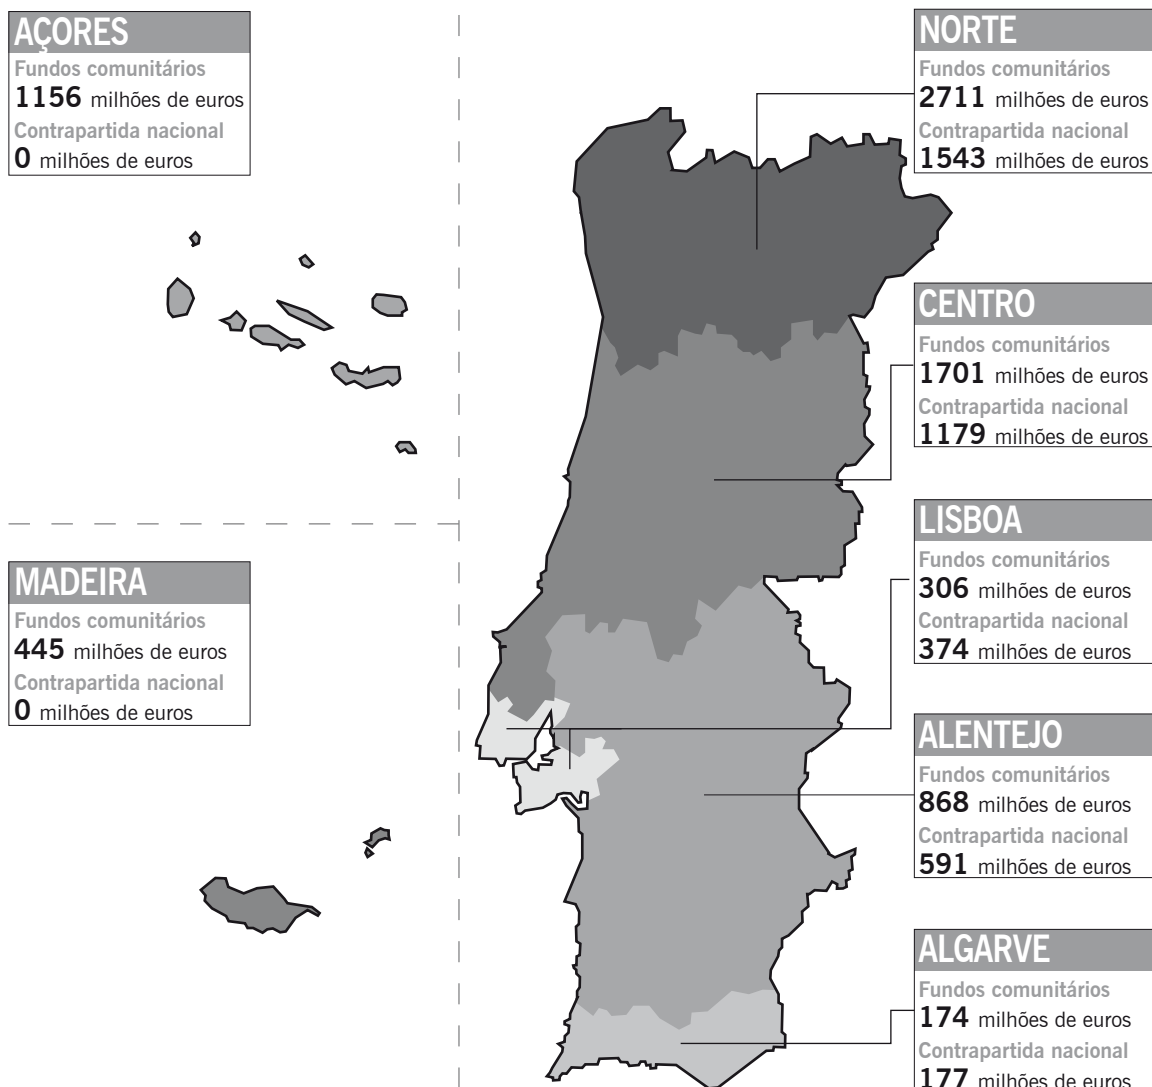 AÇORES
Fundos comunitários
1156 milhões de euros
Contrapartida nacional
0 milhões de euros
MADEIRA
Fundos comunitários
445 milhões de euros
Contrapartida nacional
0 milhões de euros
NORTE
Fundos comunitários
2711 milhões de euros
Contrapartida nacional
1543 milhões de euros
CENTRO
Fundos comunitários
1701 milhões de euros
Contrapartida nacional
1179 milhões de euros
LISBOA
Fundos comunitários
306 milhões de euros
Contrapartida nacional
374 milhões de euros
ALENTEJO
Fundos comunitários
868 milhões de euros
Contrapartida nacional
591 milhões de euros
ALGARVE
Fundos comunitários
174 milhões de euros
Contrapartida nacional
177 milhões de euros